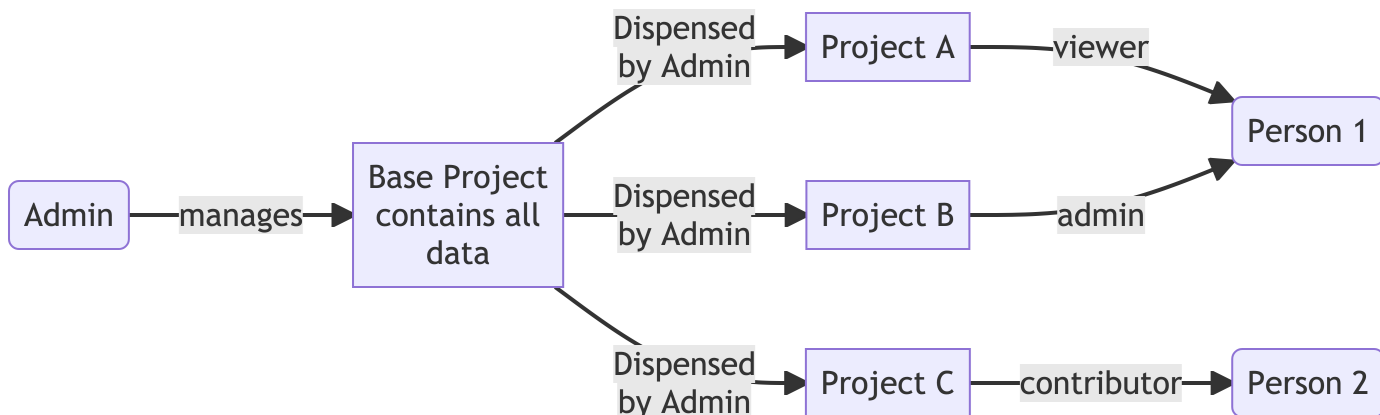 Admin
manages
Base Project
contains all
data
Dispensed
by Admin
Project A
viewer
Person 1
Dispensed
by Admin
Project B
admin
Dispensed
by Admin
Project C
contributor
Person 2